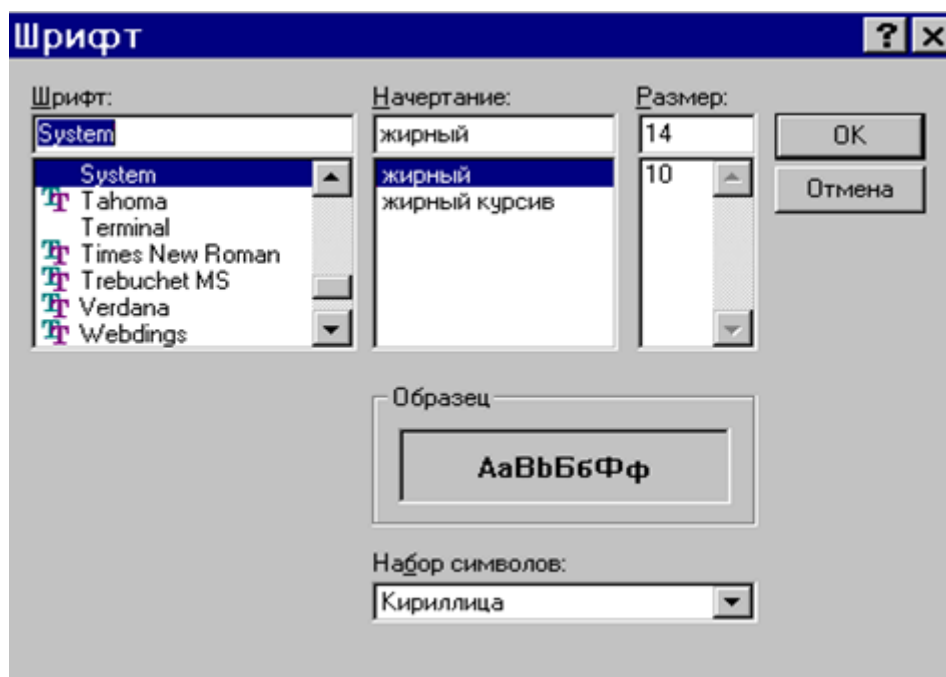 Шрифт
Шрифт:
System
System
Tahoma
Terminal
Times New Roman
Trebuchet MS
Verdana
Webdings
Начертание:
жирный
жирный
жирный курсив
Размер:
14
10
OK
Отмена
Образец
АаВbБбФф
Набор символов:
Кириллица